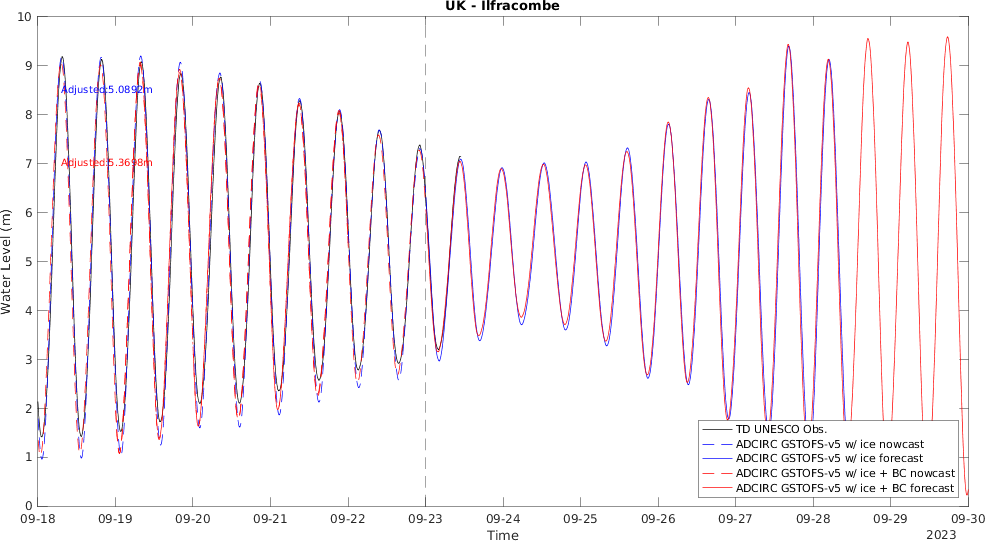 UK - Ilfracombe
10
9
8
7
6
5
4
3
2
1
0
Water Level (m)
Adjusted:5.0892m
Adjusted:5.3698m
TD UNESCO Obs.
ADCIRC GSTOFS-v5 w/ ice nowcast
ADCIRC GSTOFS-v5 w/ ice forecast
ADCIRC GSTOFS-v5 w/ ice + BC nowcast
ADCIRC GSTOFS-v5 w/ ice + BC forecast
09-18 09-19 09-20 09-21 09-22 09-23 09-24 09-25 09-26 09-27 09-28 09-29 09-30
Time
2023